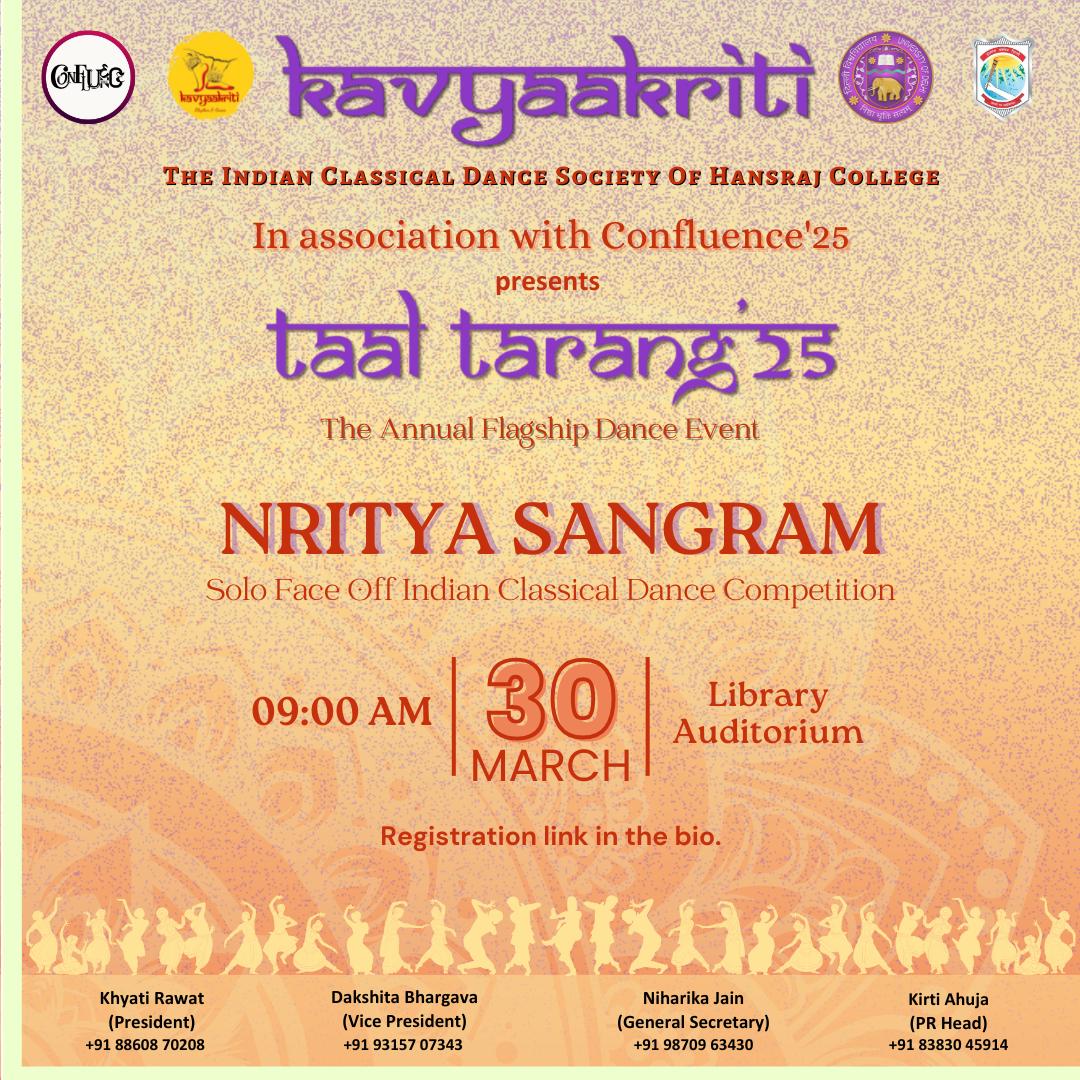 CONFLUENCE
kavyaakriti
kavyaakriti
THE INDIAN CLASSICAL DANCE SOCIETY OF HANSRAJ COLLEGE
In association with Confluence'25
presents
taal tarang'25
The Annual Flagship Dance Event
NRITYA SANGRAM
Solo Face Off Indian Classical Dance Competition
09:00 AM
30
MARCH
Library
Auditorium
Registration link in the bio.
Khyati Rawat
(President)
+91 88608 70208
Dakshita Bhargava
(Vice President)
+91 93157 07343
Niharika Jain
(General Secretary)
+91 98709 63430
Kirti Ahuja
(PR Head)
+91 83830 45914